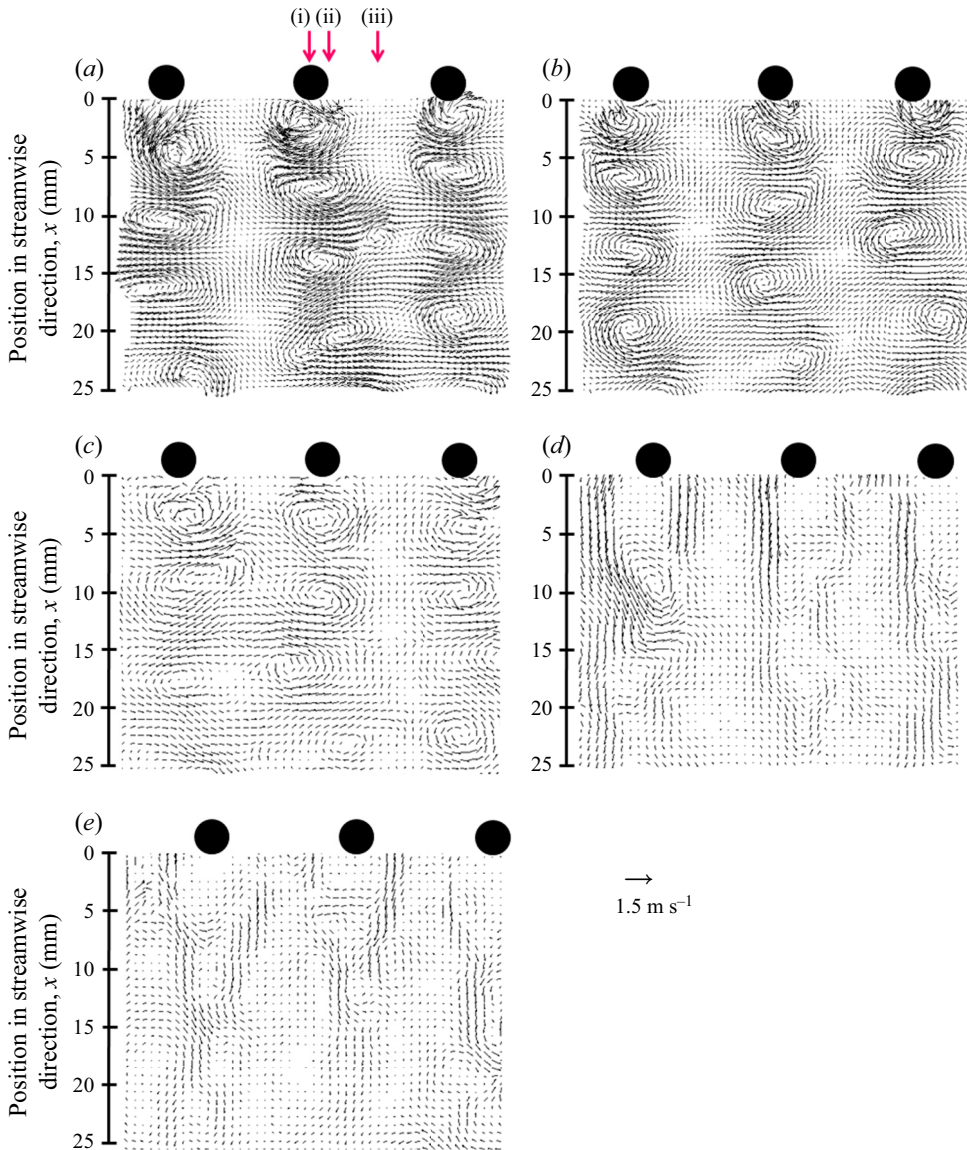 (i) (ii) (iii)
(a) (b)
0 0
5 5
10 10
15 15
20 20
25 25
Position in streamwise
direction, x (mm)
(c) (d)
0 0
5 5
10 10
15 15
20 20
25 25
Position in streamwise
direction, x (mm)
(e)
0
5
10
15
20
25
Position in streamwise
direction, x (mm)
1.5 m s⁻¹